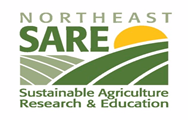 NORTHEAST
SARE
Sustainable Agriculture
Research & Education